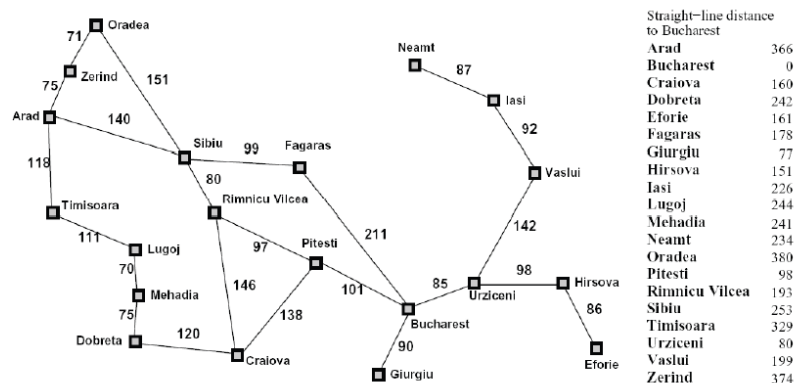 Oradea
71
Zerind
75
151
Arad
140
Sibiu
99
Fagaras
118
80
Rimnicu Vilcea
Timisoara
111
Lugoj
70
Mehadia
75
Dobreta
120
Craiova
146
97
Pitesti
138
101
211
Bucharest
90
Giurgiu
85
Urziceni
98
Hirsova
86
Eforie
142
Vaslui
92
Iasi
87
Neamt
Straight-line distance
to Bucharest
Arad 366
Bucharest 0
Craiova 160
Dobreta 242
Eforie 161
Fagaras 178
Giurgiu 77
Hirsova 151
Iasi 226
Lugoj 244
Mehadia 241
Neamt 234
Oradea 380
Pitesti 98
Rimnicu Vilcea 193
Sibiu 253
Timisoara 329
Urziceni 80
Vaslui 199
Zerind 374